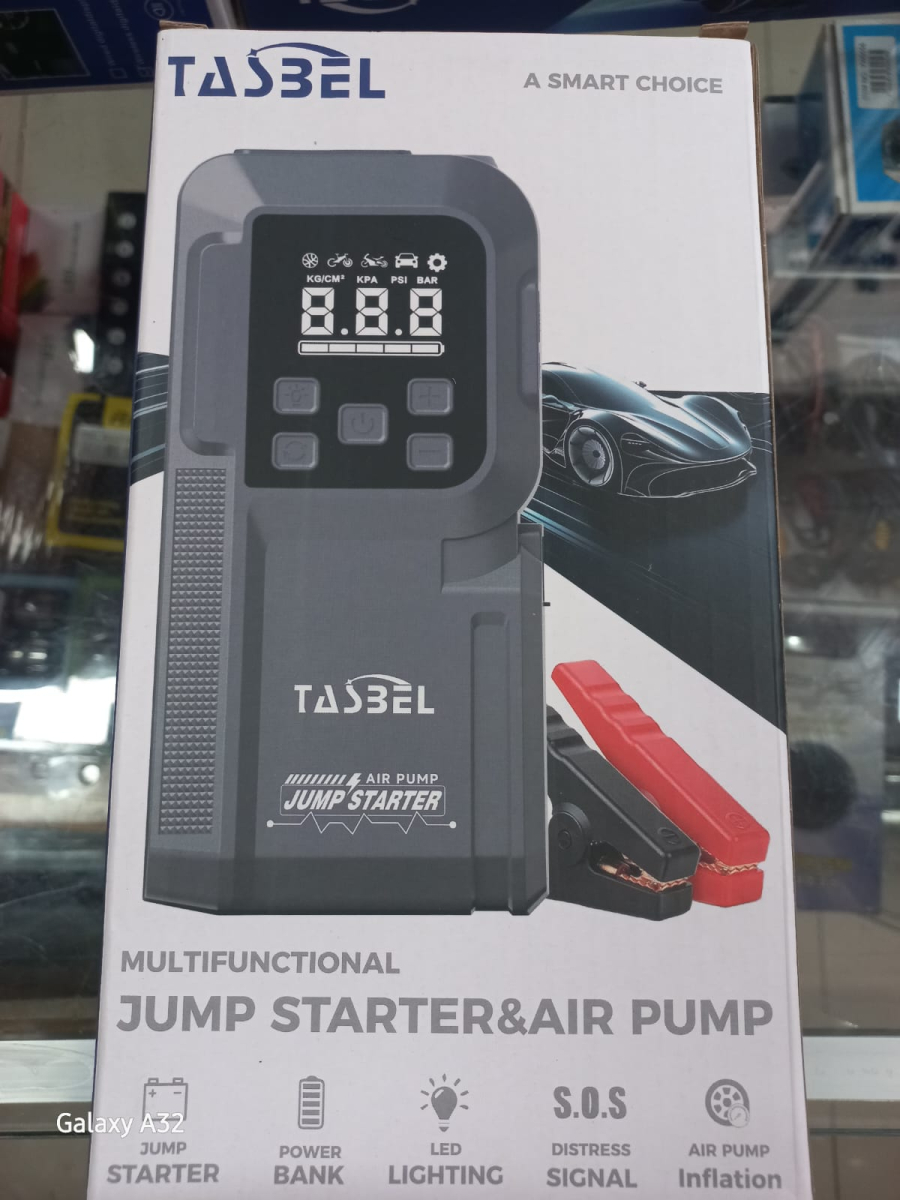 TASBEL
A SMART CHOICE
KG/CM² KPA PSI BAR
8.8.8
TASBEL
AIR PUMP
JUMP STARTER
MULTIFUNCTIONAL
JUMP STARTER&AIR PUMP
S.O.S
JUMP
STARTER
POWER
BANK
LED
LIGHTING
DISTRESS
SIGNAL
AIR PUMP
Inflation
Galaxy A32